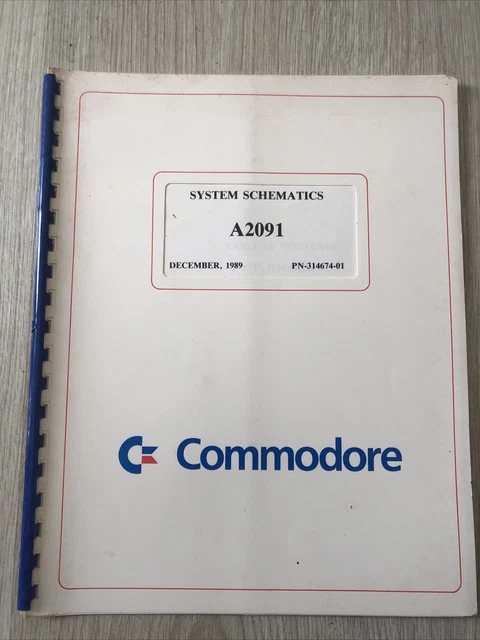 SYSTEM SCHEMATICS
A2091
DECEMBER, 1989 PN-314674-01
Commodore